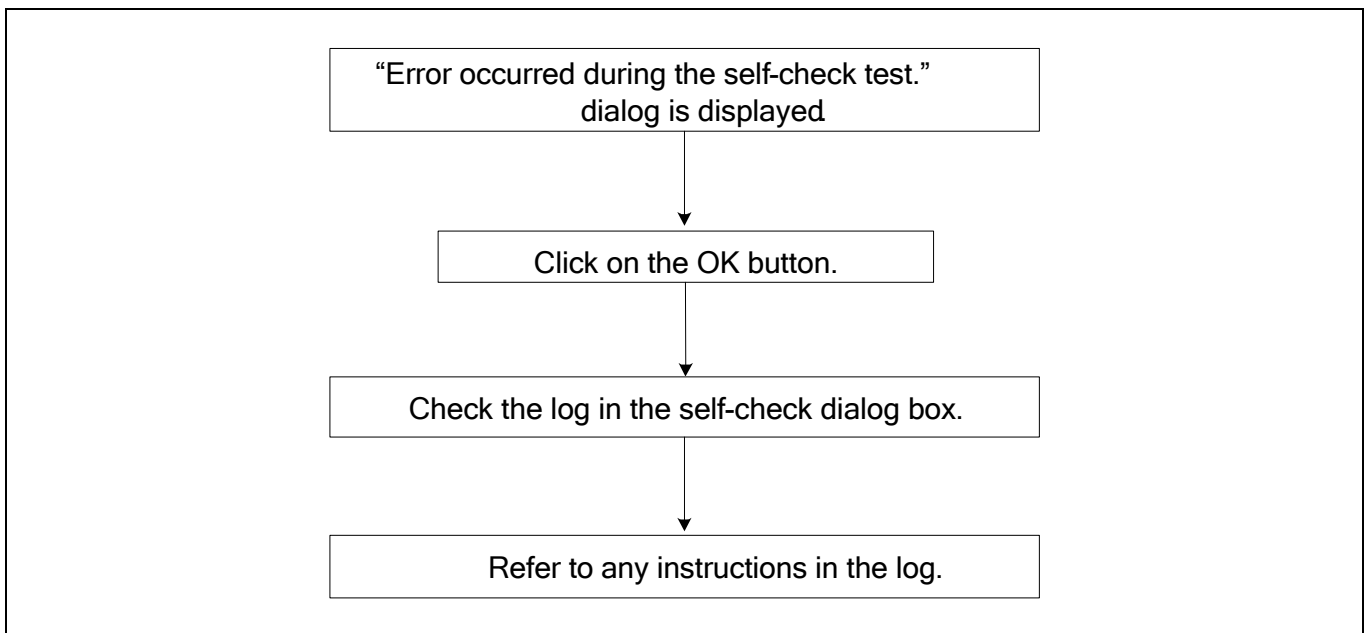 “Error occurred during the self-check test.”
dialog is displayed.
Click on the OK button.
Check the log in the self-check dialog box.
Refer to any instructions in the log.